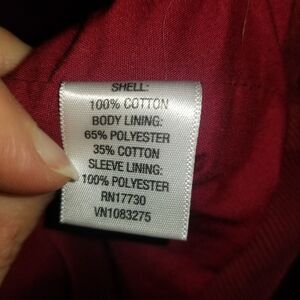 SHELL:
100% COTTON
BODY LINING:
65% POLYESTER
35% COTTON
SLEEVE LINING:
100% POLYESTER
RN17730
VN1083275